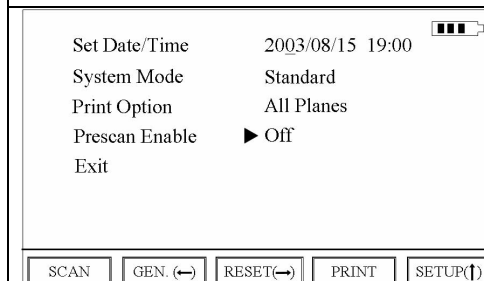 Set Date/Time 2003/08/15 19:00
System Mode Standard
Print Option All Planes
Prescan Enable ▶ Off
Exit
SCAN GEN. (←) RESET(→) PRINT SETUP(↑)